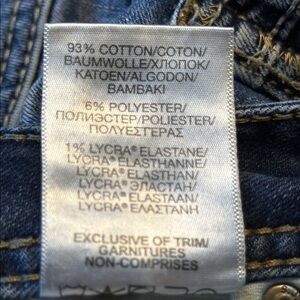 93% COTTON/COTON/
BAUMWOLLE/ХЛОПОК/
KATOEN/ALGODON/
BAMBAKI
6% POLYESTER/
ПОЛИЭСТЕР/POLIESTER/
ΠΟΛΥΕΣΤΕΡΑΣ
1% LYCRA® ELASTANE/
LYCRA® ELASTHANNE/
LYCRA® ELASTHAN/
LYCRA® ЭЛАСТАН/
LYCRA® ELASTAAN/
LYCRA® ΕΛΑΣΤΑΝΗ
EXCLUSIVE OF TRIM/
GARNITURES
NON-COMPRISES